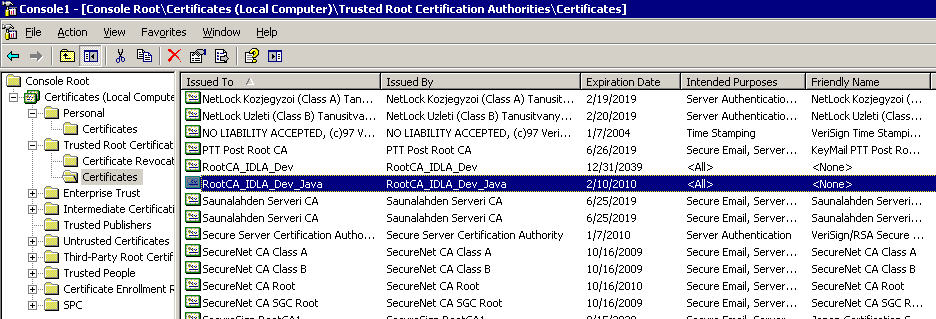 Console1 - [Console Root\Certificates (Local Computer)\Trusted Root Certification Authorities\Certificates]
File Action View Favorites Window Help
Console Root
Certificates (Local Compute
Personal
Certificates
Trusted Root Certificat
Certificate Revocat
Certificates
Enterprise Trust
Intermediate Certificati
Trusted Publishers
Untrusted Certificates
Third-Party Root Certif
Trusted People
Certificate Enrollment R
SPC
Issued To Issued By Expiration Date Intended Purposes Friendly Name
NetLock Kozjegyzoi (Class A) Tanu... NetLock Kozjegyzoi (Class A) Tanusitv... 2/19/2019 Server Authentication... NetLock Kozjegyzoi (...
NetLock Uzleti (Class B) Tanusitvany... NetLock Uzleti (Class B) Tanusitvany... 2/20/2019 Server Authentication... NetLock Uzleti (Clas...
NO LIABILITY ACCEPTED, (c)97 Veri... NO LIABILITY ACCEPTED, (c)97 Veri... 1/7/2004 Time Stamping VeriSign Time Stampi...
PTT Post Root CA PTT Post Root CA 6/26/2019 Secure Email, Server... KeyMail PTT Post Ro...
RootCA_IDLA_Dev RootCA_IDLA_Dev 12/31/2039 <All> <None>
RootCA_IDLA_Dev_Java RootCA_IDLA_Dev_Java 2/10/2010 <All> <None>
Saunalahden Serveri CA Saunalahden Serveri CA 6/25/2019 Secure Email, Server... Saunalahden Serveri...
Saunalahden Serveri CA Saunalahden Serveri CA 6/25/2019 Secure Email, Server... Saunalahden Serveri...
Secure Server Certification Autho... Secure Server Certification Authority 1/7/2010 Server Authentication VeriSign/RSA Secure ...
SecureNet CA Class A SecureNet CA Class A 10/16/2009 Secure Email, Server... SecureNet CA Class A
SecureNet CA Class B SecureNet CA Class B 10/16/2009 Secure Email, Server... SecureNet CA Class B
SecureNet CA Root SecureNet CA Root 10/16/2010 Secure Email, Server... SecureNet CA Root
SecureNet CA SGC Root SecureNet CA SGC Root 10/16/2009 Secure Email, Server... SecureNet CA SGC R...